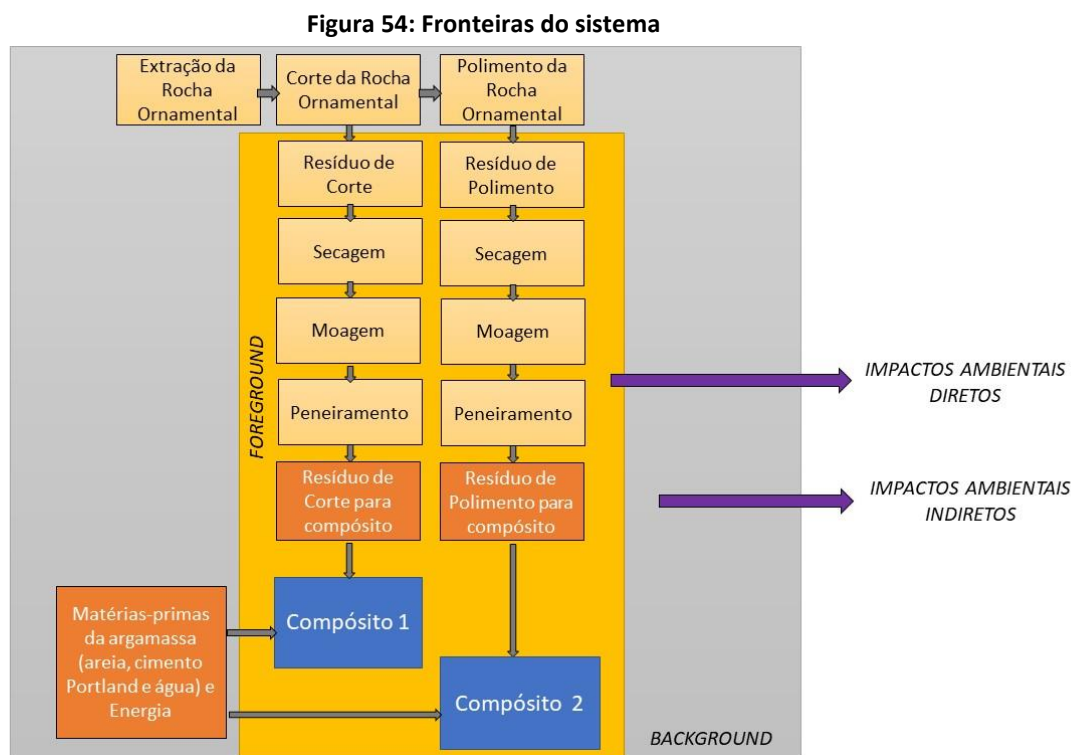 Figura 54: Fronteiras do sistema
Extração da
Rocha
Ornamental
Corte da Rocha
Ornamental
Polimento da
Rocha
Ornamental
Resíduo de
Corte
Resíduo de
Polimento
Secagem
Secagem
Moagem
Moagem
Peneiramento
Peneiramento
FOREGROUND
Resíduo de
Corte para
compósito
Resíduo de
Polimento para
compósito
IMPACTOS AMBIENTAIS
DIRETOS
IMPACTOS AMBIENTAIS
INDIRETOS
Matérias-primas
da argamassa
(areia, cimento
Portland e água) e
Energia
Compósito 1
Compósito 2
BACKGROUND